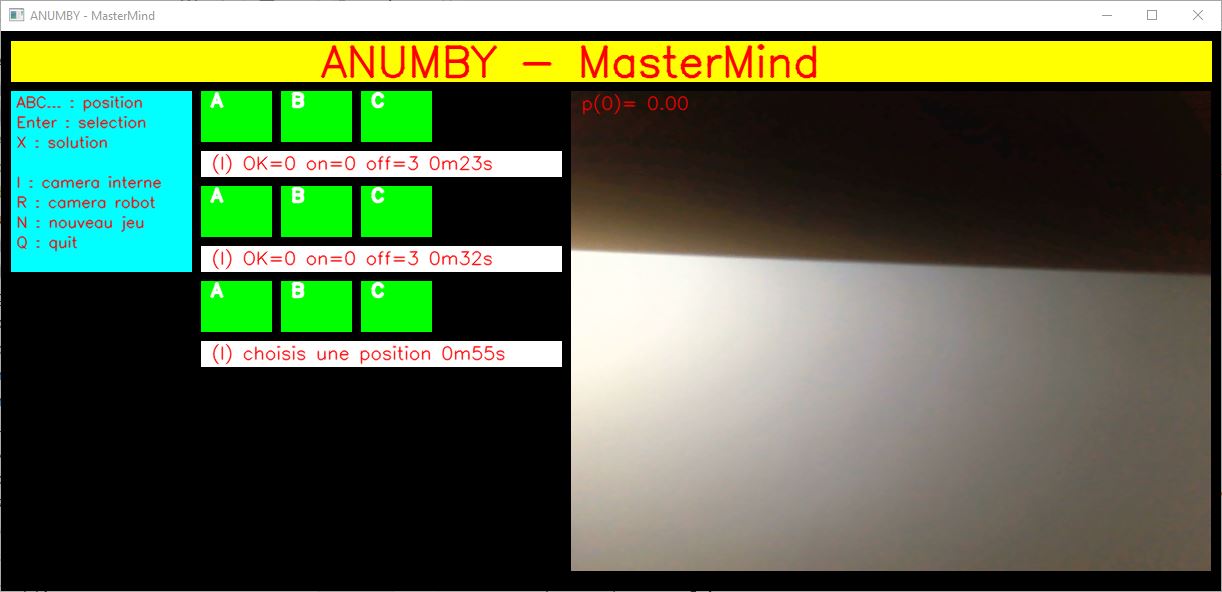 ANUMBY - MasterMind
ANUMBY - MasterMind
ABC... : position
Enter : selection
X : solution
I : camera interne
R : camera robot
N : nouveau jeu
Q : quit
A B C
(I) OK=0 on=0 off=3 0m23s
A B C
(I) OK=0 on=0 off=3 0m32s
A B C
(I) choisis une position 0m55s
p(0)= 0.00